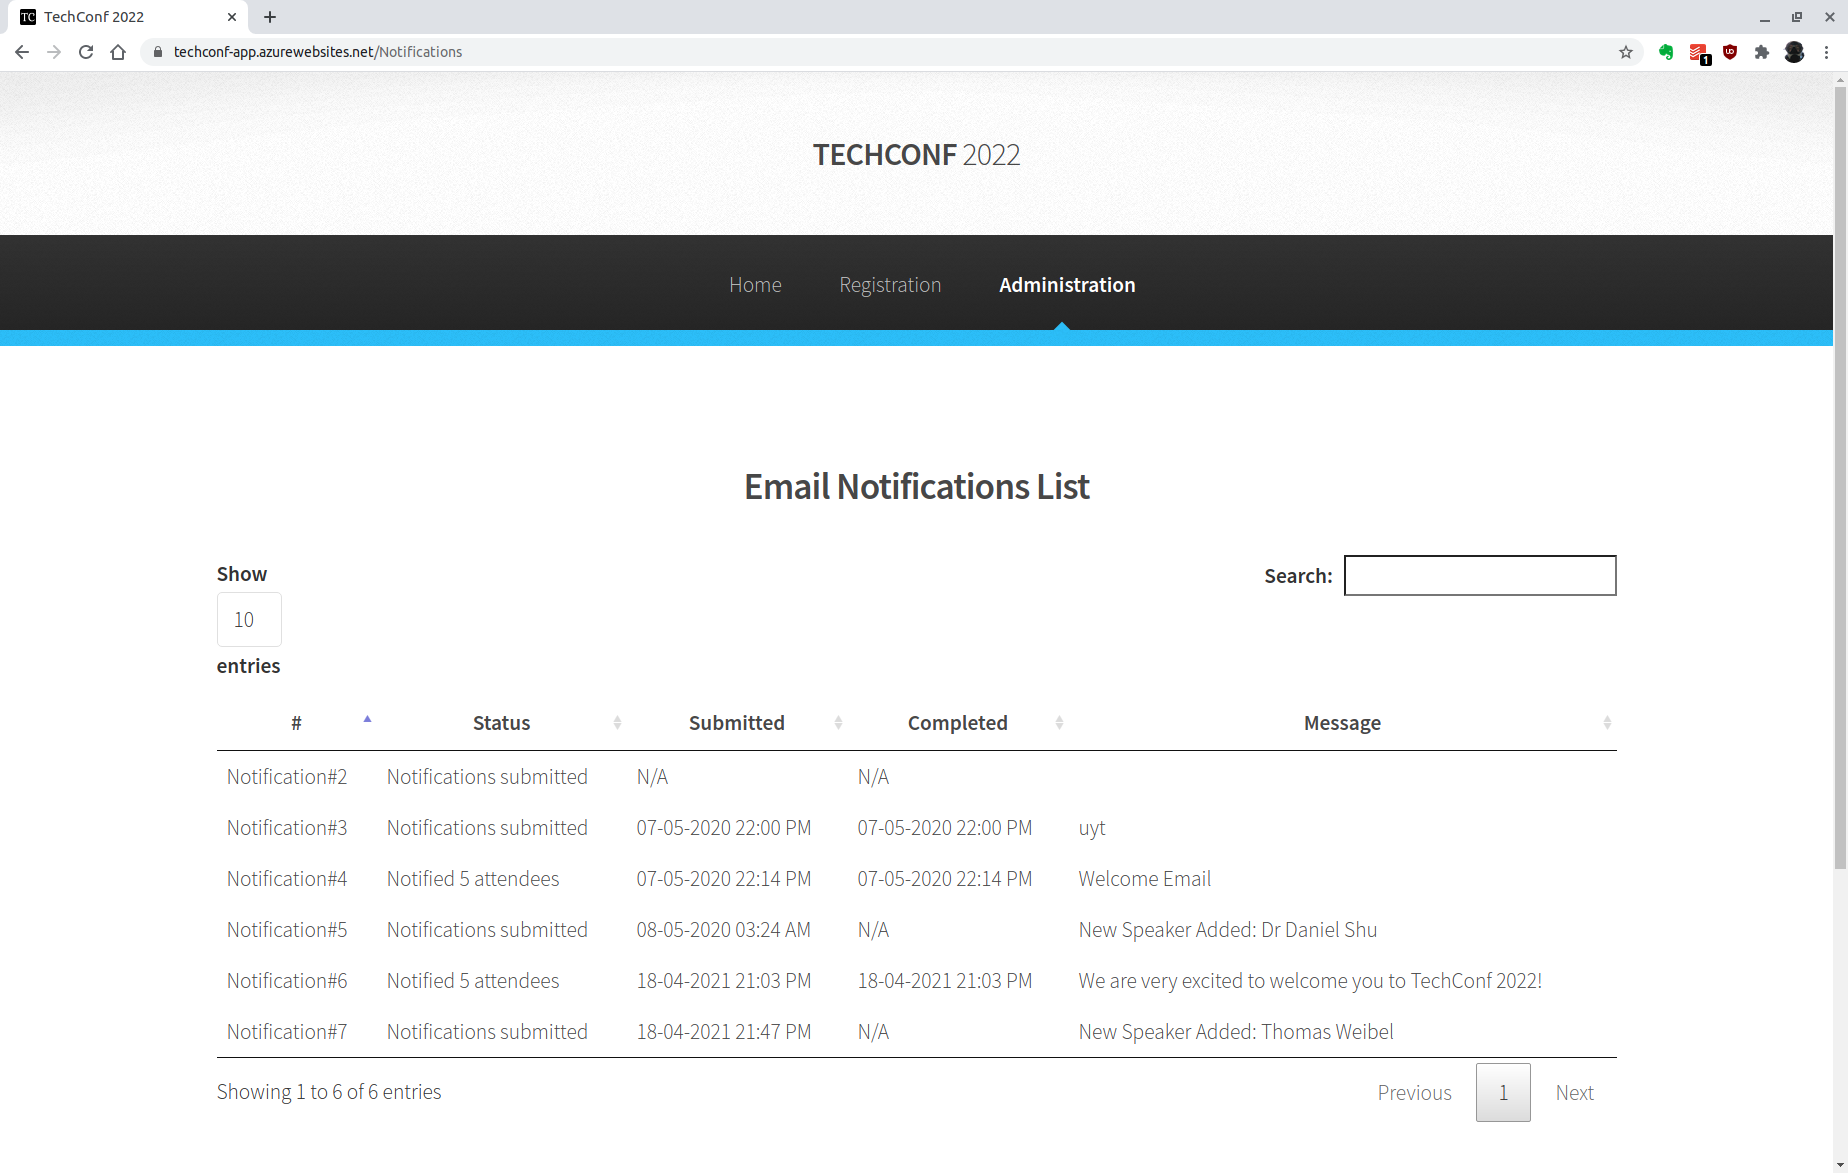 TC TechConf 2022
techconf-app.azurewebsites.net/Notifications
1
TECHCONF 2022
Home Registration Administration
Email Notifications List
Show
10
entries
Search:
# Status Submitted Completed Message
Notification#2 Notifications submitted N/A N/A
Notification#3 Notifications submitted 07-05-2020 22:00 PM 07-05-2020 22:00 PM uyt
Notification#4 Notified 5 attendees 07-05-2020 22:14 PM 07-05-2020 22:14 PM Welcome Email
Notification#5 Notifications submitted 08-05-2020 03:24 AM N/A New Speaker Added: Dr Daniel Shu
Notification#6 Notified 5 attendees 18-04-2021 21:03 PM 18-04-2021 21:03 PM We are very excited to welcome you to TechConf 2022!
Notification#7 Notifications submitted 18-04-2021 21:47 PM N/A New Speaker Added: Thomas Weibel
Showing 1 to 6 of 6 entries
Previous 1 Next